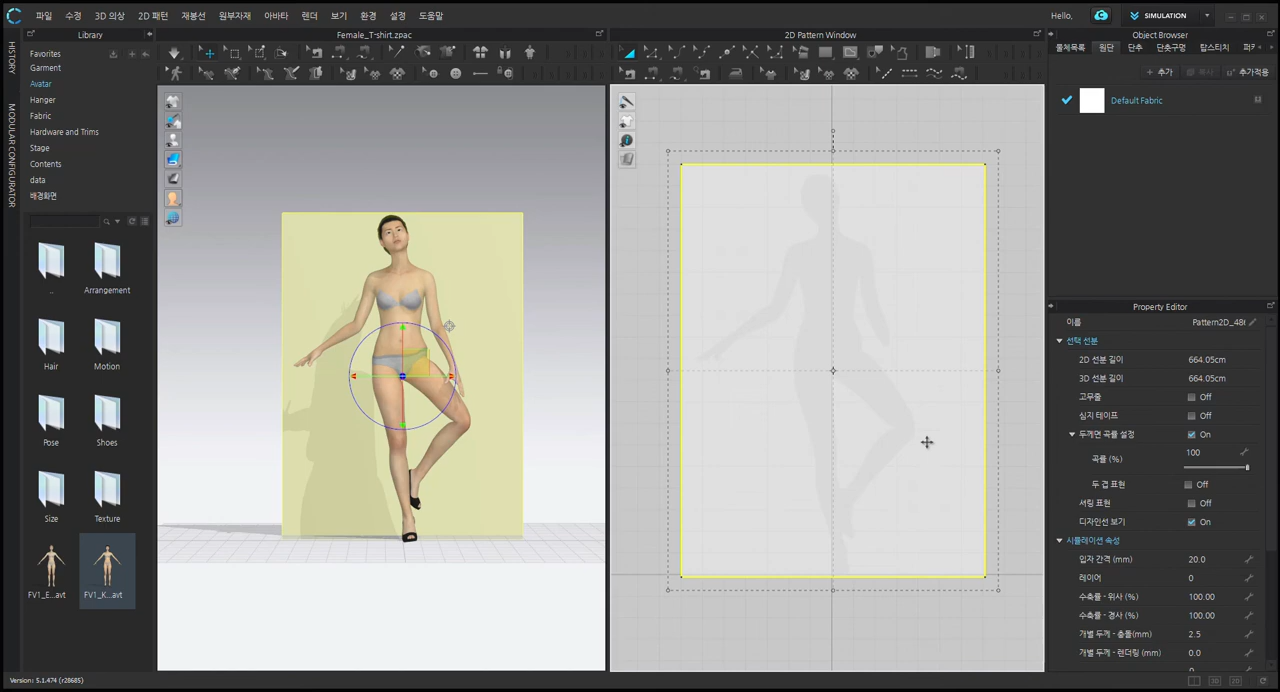 파일 수정 3D 의상 2D 패턴 재봉선 원부자재 아바타 렌더 보기 환경 설정 도움말
Hello,
SIMULATION
Library
Female_T-shirt.zpac
2D Pattern Window
Object Browser
HISTORY
MODULAR CONFIGURATOR
Favorites
Garment
Avatar
Hanger
Fabric
Hardware and Trims
Stage
Contents
data
배경화면
..
Arrangement
Hair
Motion
Pose
Shoes
Size
Texture
FV1_E...avt
FV1_K...avt
물체목록 원단 단추 단춧구멍 탑스티치
+ 추가
복사
+ 추가적용
Default Fabric
Property Editor
이름 Pattern2D_48
선택 선분
2D 선분 길이 664.05cm
3D 선분 길이 664.05cm
고무줄 Off
심지 테이프 Off
두께면 곡률 설정 On
곡률 (%) 100
두 겹 표현 Off
셔링 표현 Off
디자인선 보기 On
시뮬레이션 속성
입자 간격 (mm) 20.0
레이어 0
수축률 - 위사 (%) 100.00
수축률 - 경사 (%) 100.00
개별 두께 - 충돌(mm) 2.5
개별 두께 - 렌더링 (mm) 0.0
Version: 5.1.474 (r28685)
3D
2D